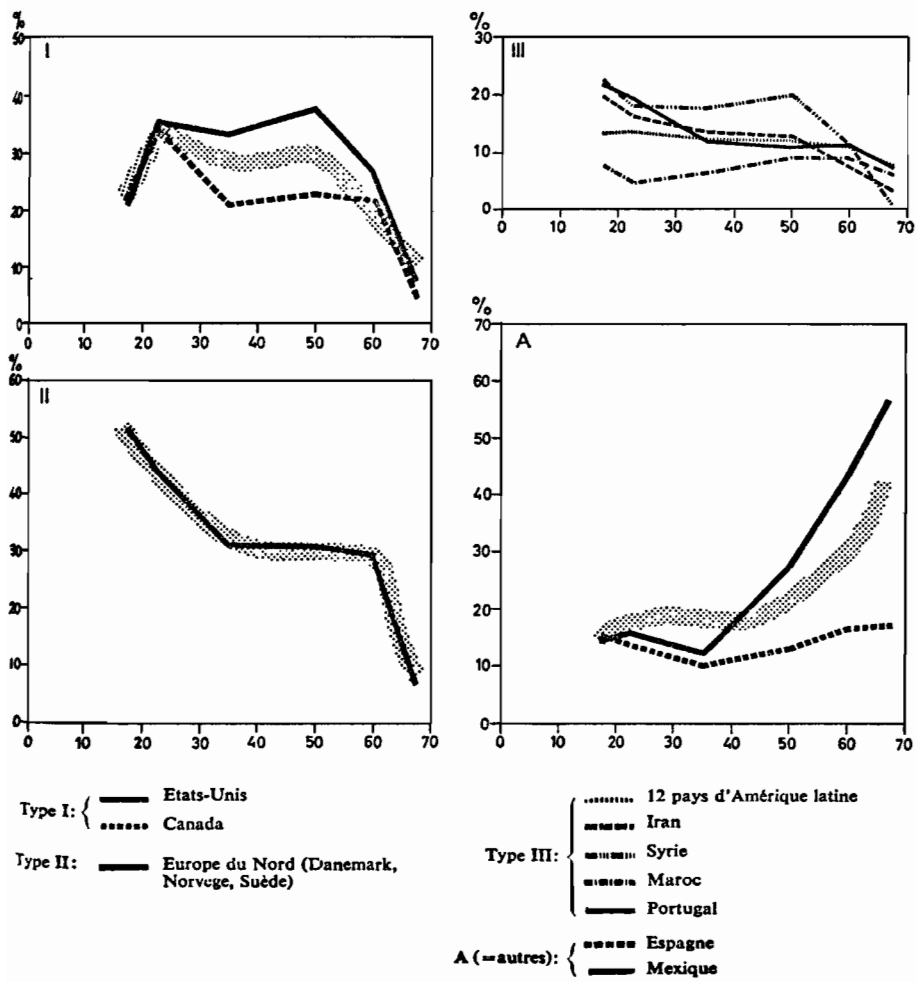 %
50
40
30
20
10
0
I
0 10 20 30 40 50 60 70
%
30
20
10
0
III
0 10 20 30 40 50 60 70
%
60
50
40
30
20
10
0
II
0 10 20 30 40 50 60 70
%
70
60
50
40
30
20
10
0
A
0 10 20 30 40 50 60 70
Type I: Etats-Unis
Canada
Type II: Europe du Nord (Danemark,
Norvege, Suède)
Type III: 12 pays d'Amérique latine
Iran
Syrie
Maroc
Portugal
A (=autres): Espagne
Mexique